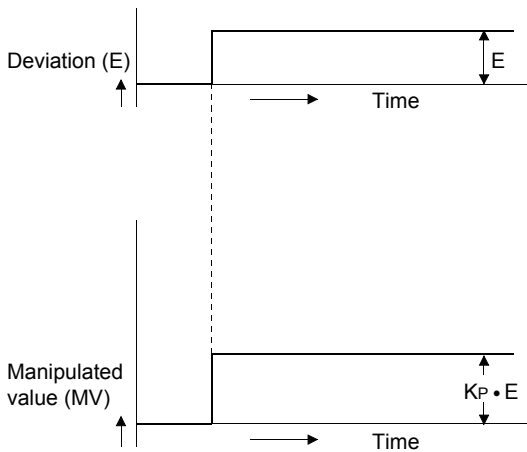 Deviation (E)
E
Time
Manipulated
value (MV)
KP • E
Time